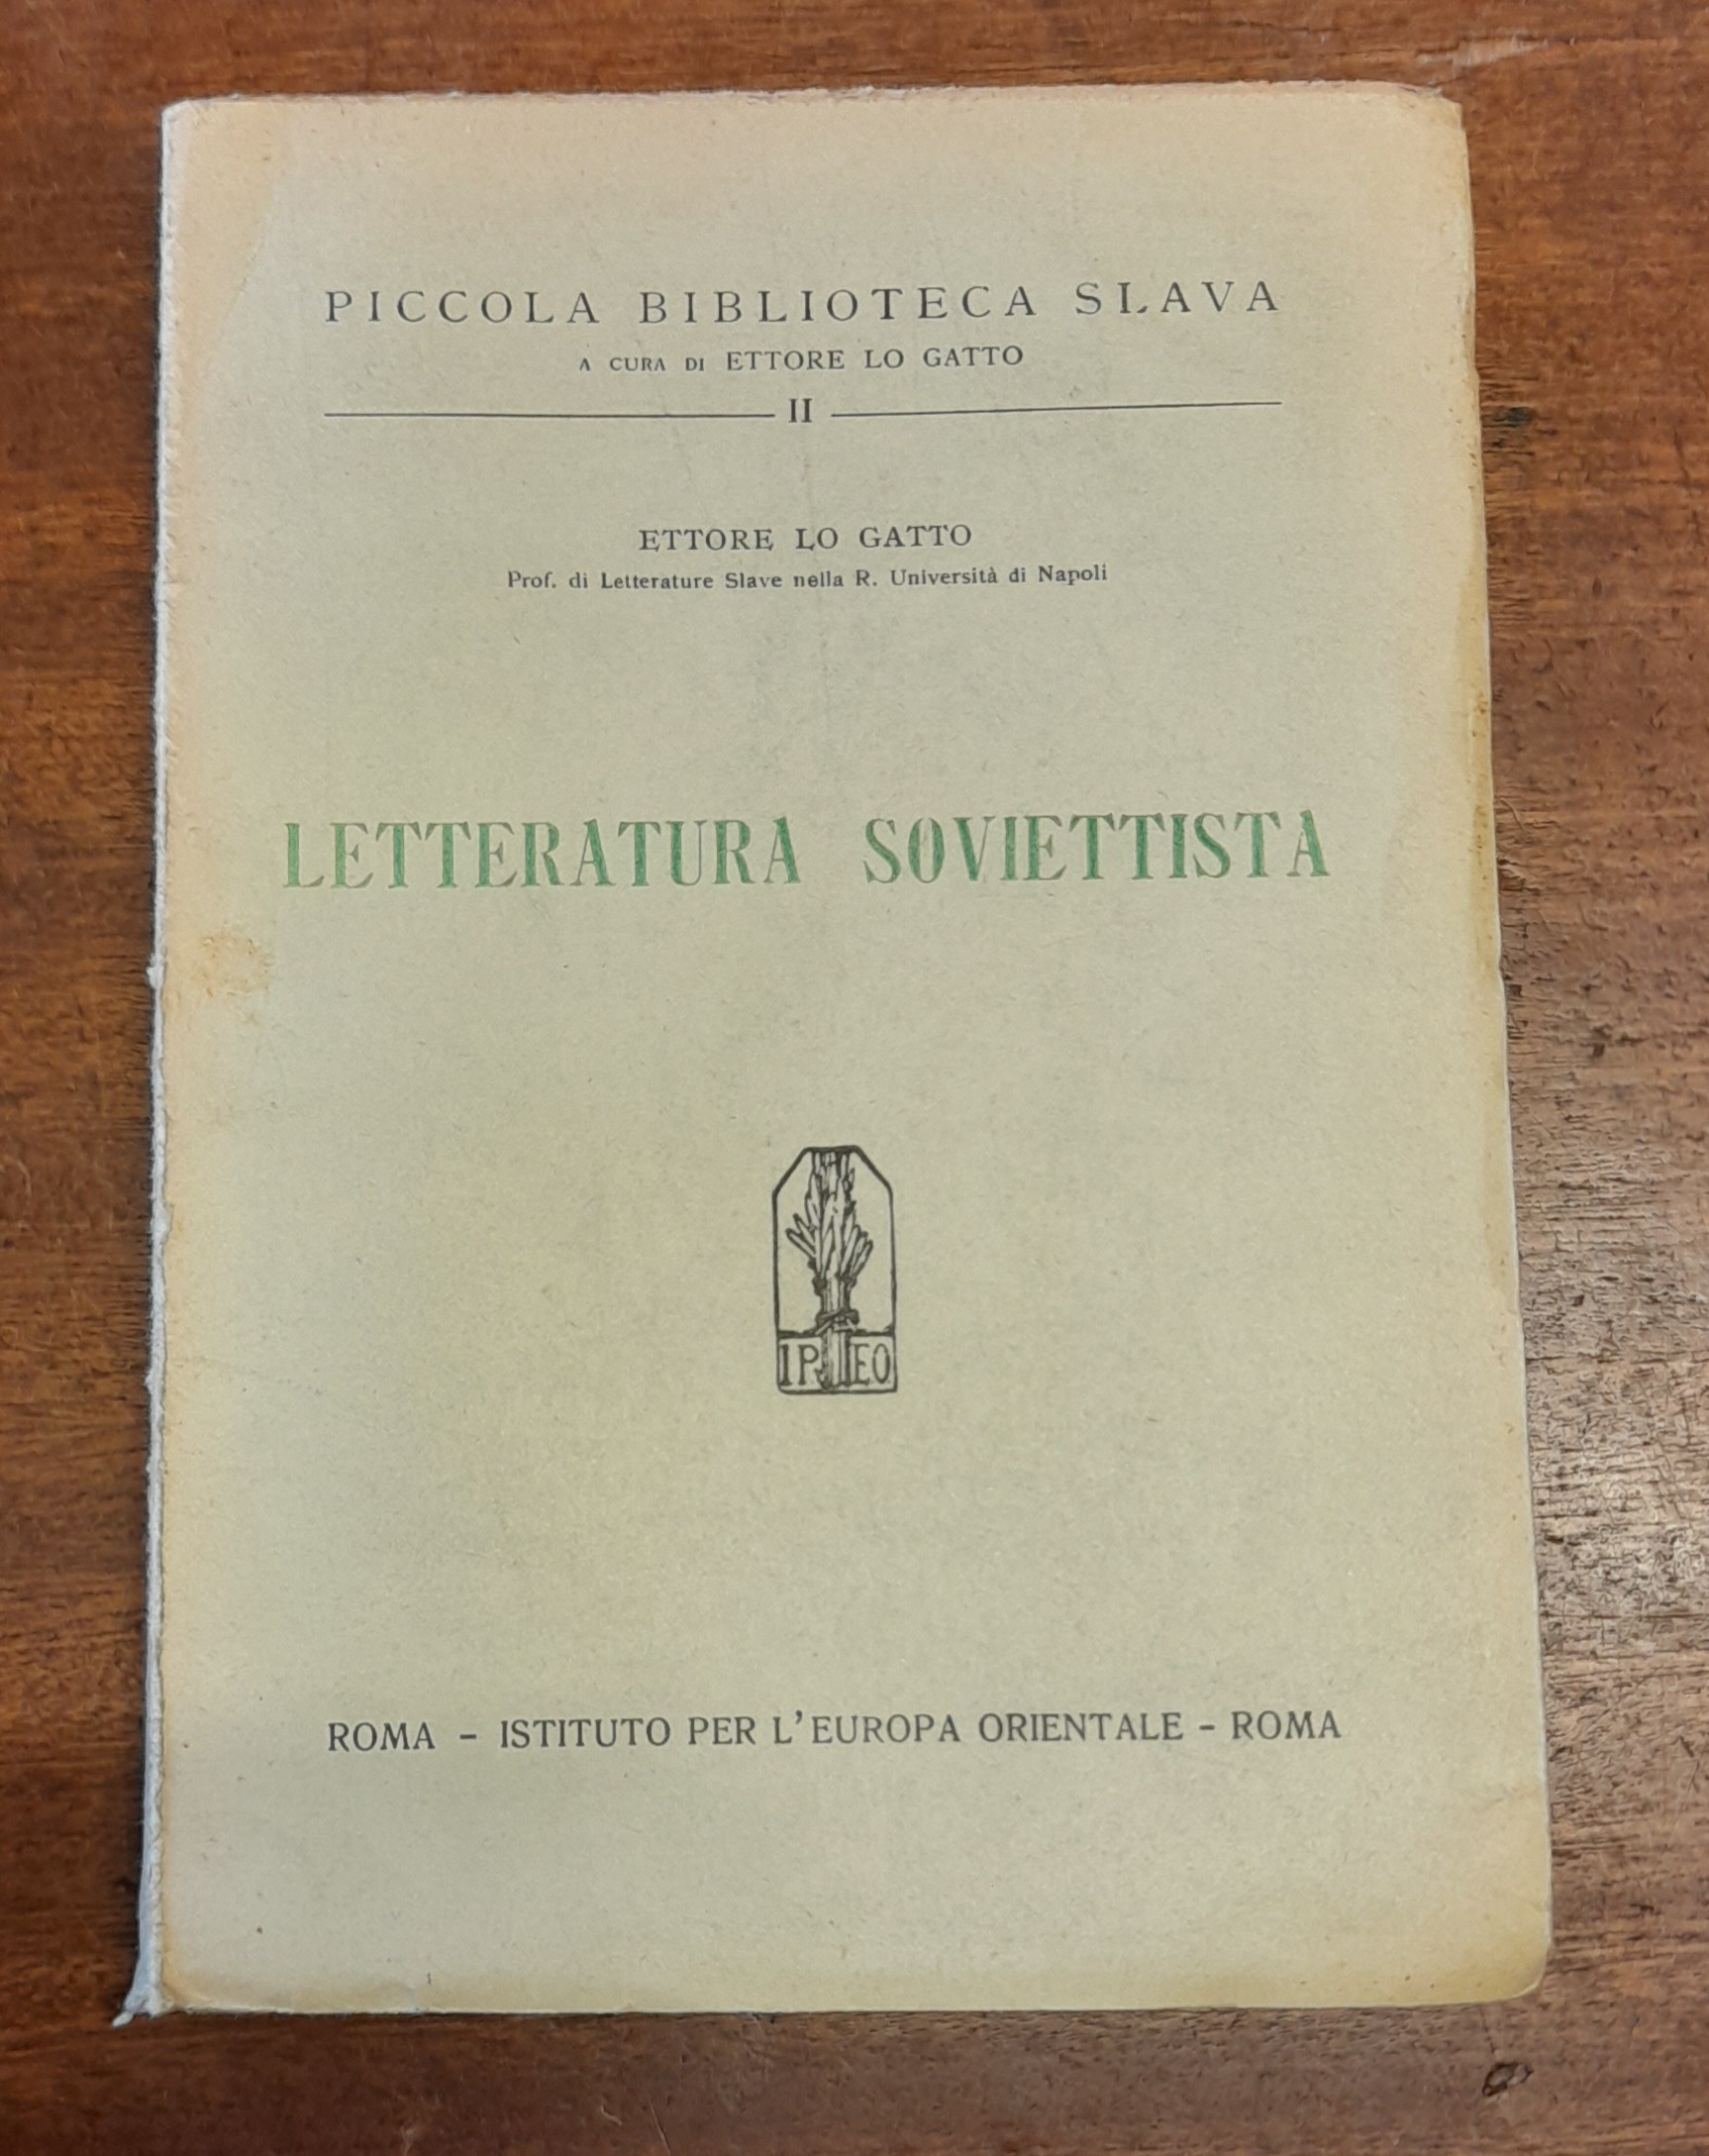 PICCOLA BIBLIOTECA SLAVA
A CURA DI ETTORE LO GATTO
II
ETTORE LO GATTO
Prof. di Letterature Slave nella R. Università di Napoli
LETTERATURA SOVIETTISTA
IPEO
ROMA - ISTITUTO PER L'EUROPA ORIENTALE - ROMA